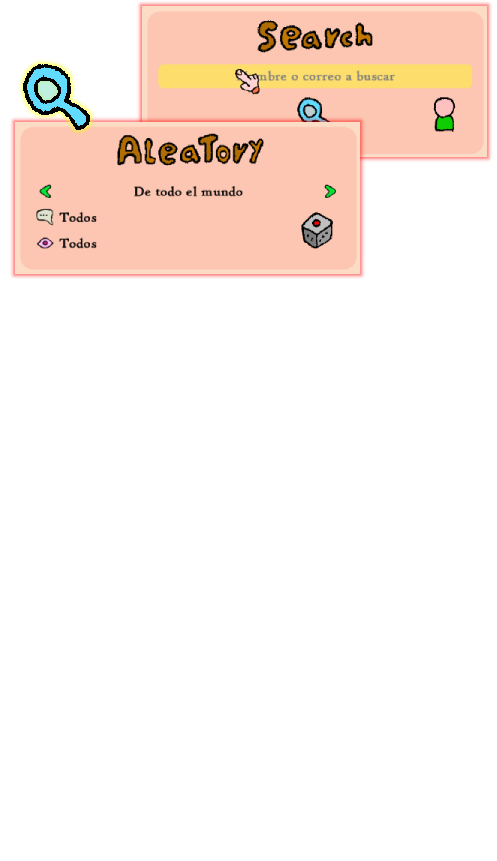 Search
o correo a buscar
AleaTory
De todo el mundo
Todos
Todos